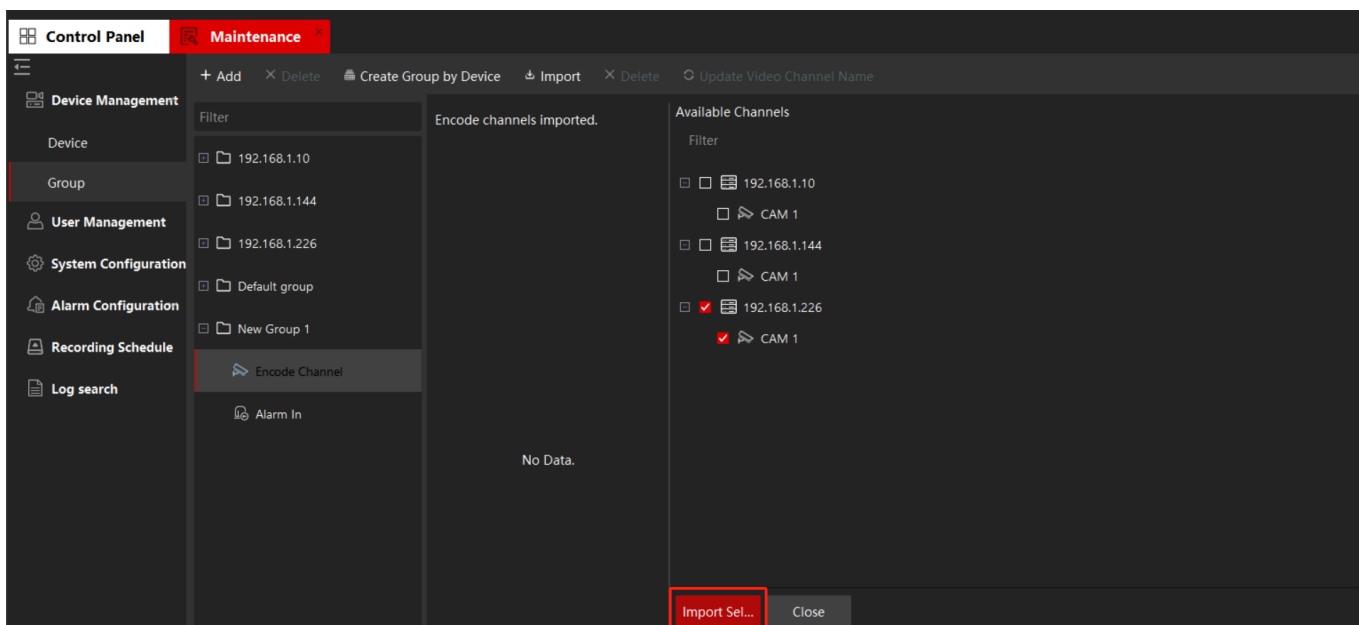 Control Panel
Maintenance
+ Add × Delete Create Group by Device Import × Delete Update Video Channel Name
Device Management
Device
Group
User Management
System Configuration
Alarm Configuration
Recording Schedule
Log search
Filter
192.168.1.10
192.168.1.144
192.168.1.226
Default group
New Group 1
Encode Channel
Alarm In
Encode channels imported.
No Data.
Available Channels
Filter
192.168.1.10
CAM 1
192.168.1.144
CAM 1
192.168.1.226
CAM 1
Import Sel... Close